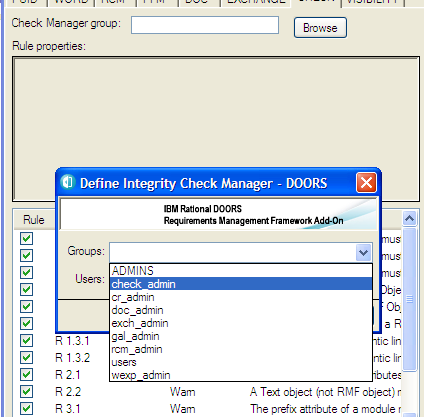 PUID WORD RCM PFM DOC EXCHANGE CHECK VISIBILITY
Check Manager group: Browse
Rule properties:
Define Integrity Check Manager - DOORS
IBM Rational DOORS
Requirements Management Framework Add-On
Rule
Groups:
must
ADMINS
must
Users:
check_admin
must
cr_admin
Obje
doc_admin
Obj
exch_admin
a R
gal_admin
R 1.3.1
ntic lin
rcm_admin
R 1.3.2
ntic lin
users
R 2.1
ributes
wexp_admin
R 2.2 Warn A Text object (not RMF object) r
R 3.1 Warn The prefix attribute of a module r